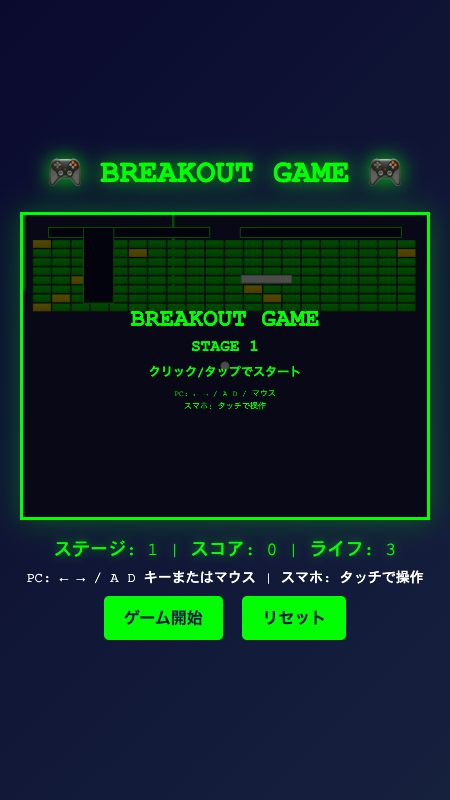 🎮 BREAKOUT GAME 🎮
BREAKOUT GAME
STAGE 1
クリック/タップでスタート
PC: ← → / A D / マウス
スマホ: タッチで操作
ステージ: 1 | スコア: 0 | ライフ: 3
PC: ← → / A D キーまたはマウス | スマホ: タッチで操作
ゲーム開始 リセット